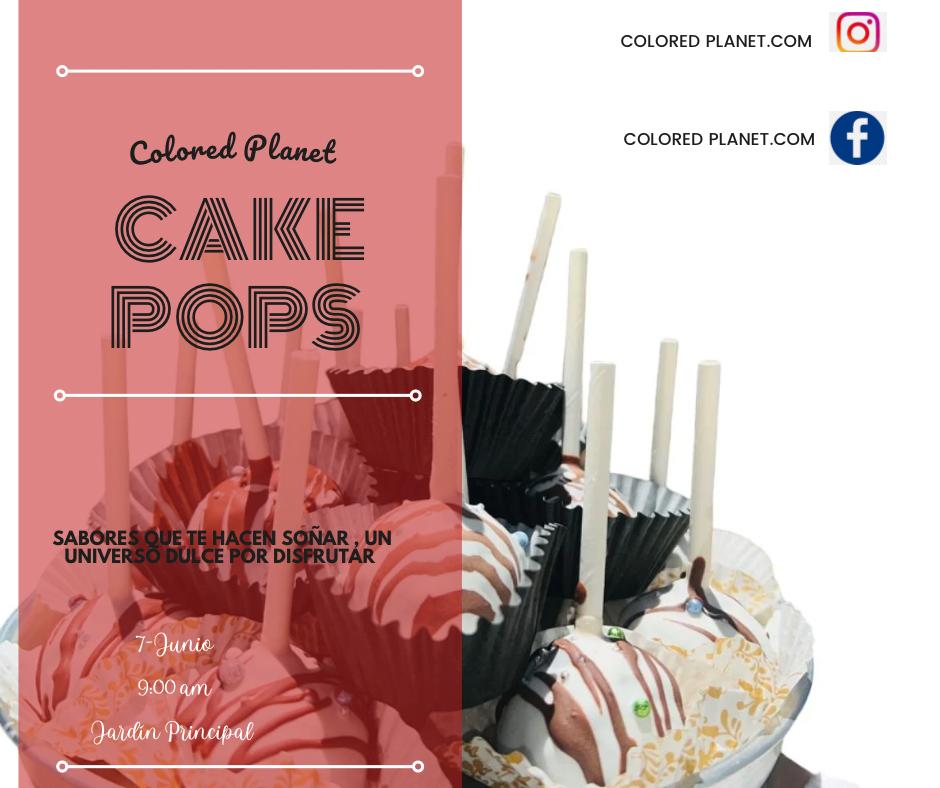 COLORED PLANET.COM
COLORED PLANET.COM
Colored Planet
CAKE
POPS
SABORES QUE TE HACEN SOÑAR , UN
UNIVERSO DULCE POR DISFRUTAR
7-Junio
9:00 am
Jardín Principal